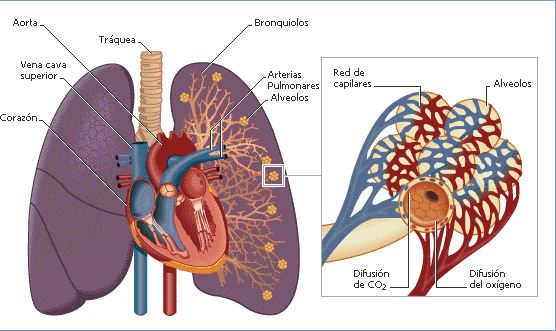 Aorta
Tráquea
Vena cava
superior
Corazón
Bronquiolos
Arterias
Pulmonares
Alveolos
Red de
capilares
Alveolos
Difusión
de CO₂
Difusión
del oxígeno